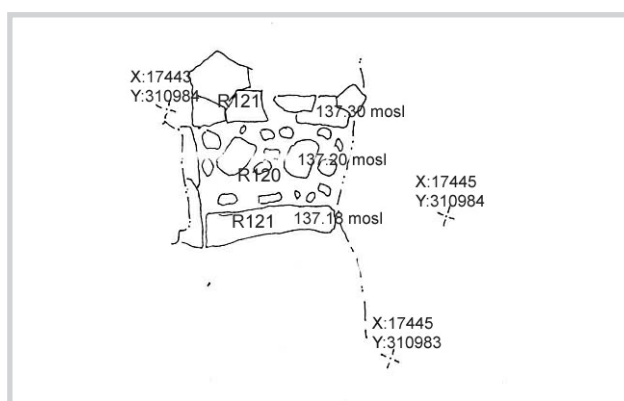 X:17443
Y:310984
R121
137.30 mosl
137.20 mosl
R120
X:17445
Y:310984
R121
137.18 mosl
X:17445
Y:310983